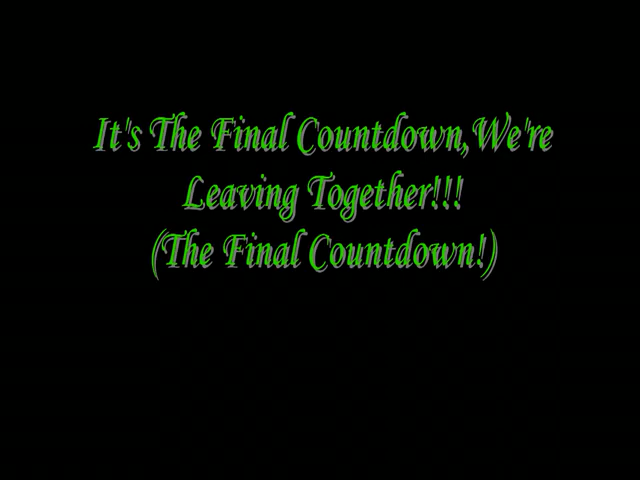 It's The Final Countdown,We're
Leaving Together!!!
(The Final Countdown!)